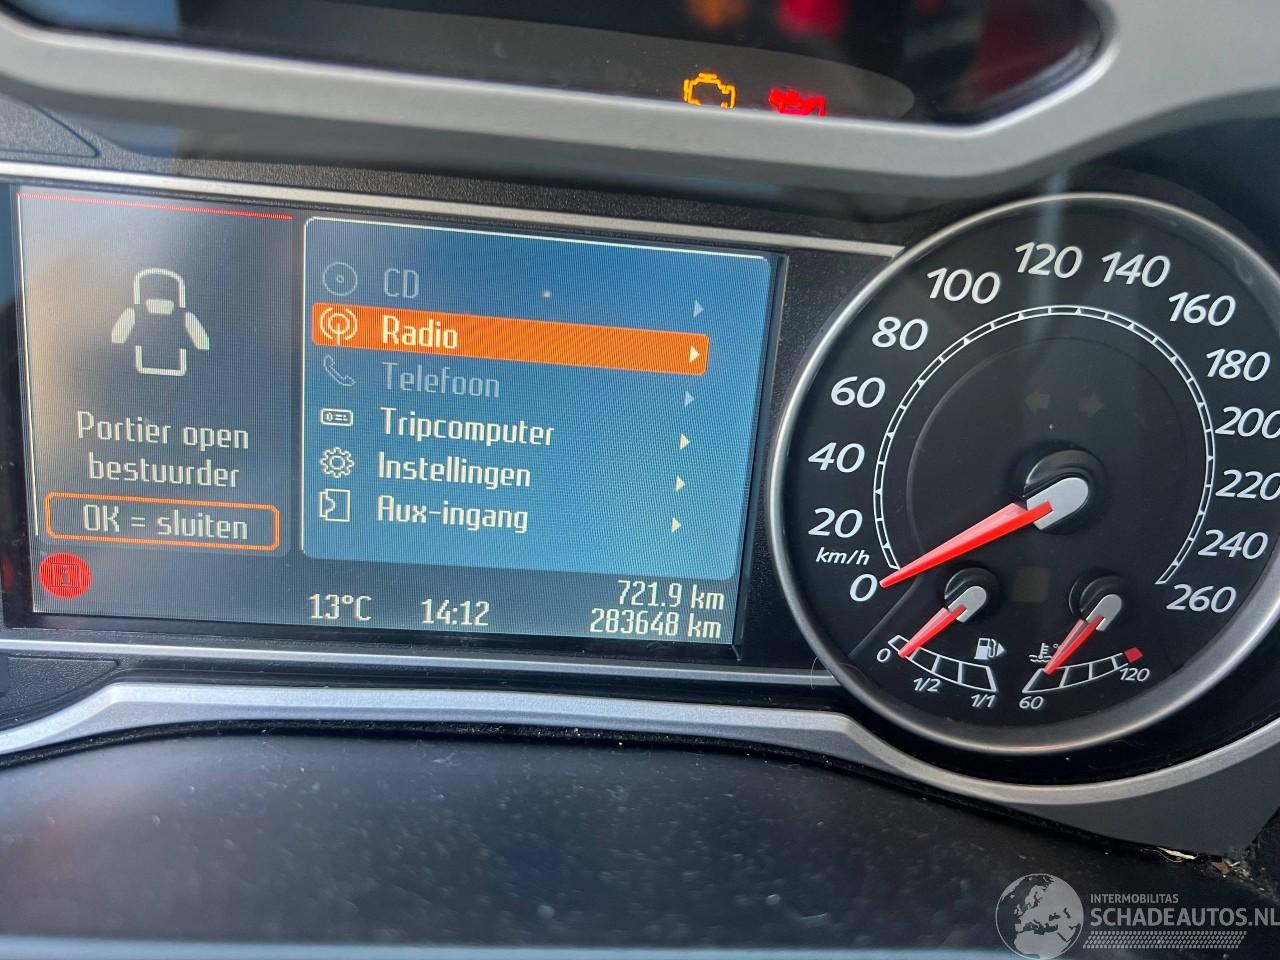 CD
Radio
Telefoon
Tripcomputer
Instellingen
Aux-ingang
Portier open
bestuurder
OK = sluiten
13°C 14:12
721.9 km
283648 km
0
20
40
60
80
100
120
140
160
180
200
220
240
260
km/h
0 1/2 1/1
60 120
INTERMOBILITAS
SCHADEAUTOS.NL